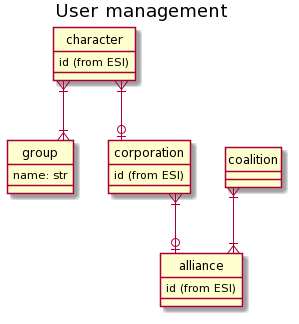 User management
character
id (from ESI)
group
name: str
corporation
id (from ESI)
coalition
alliance
id (from ESI)